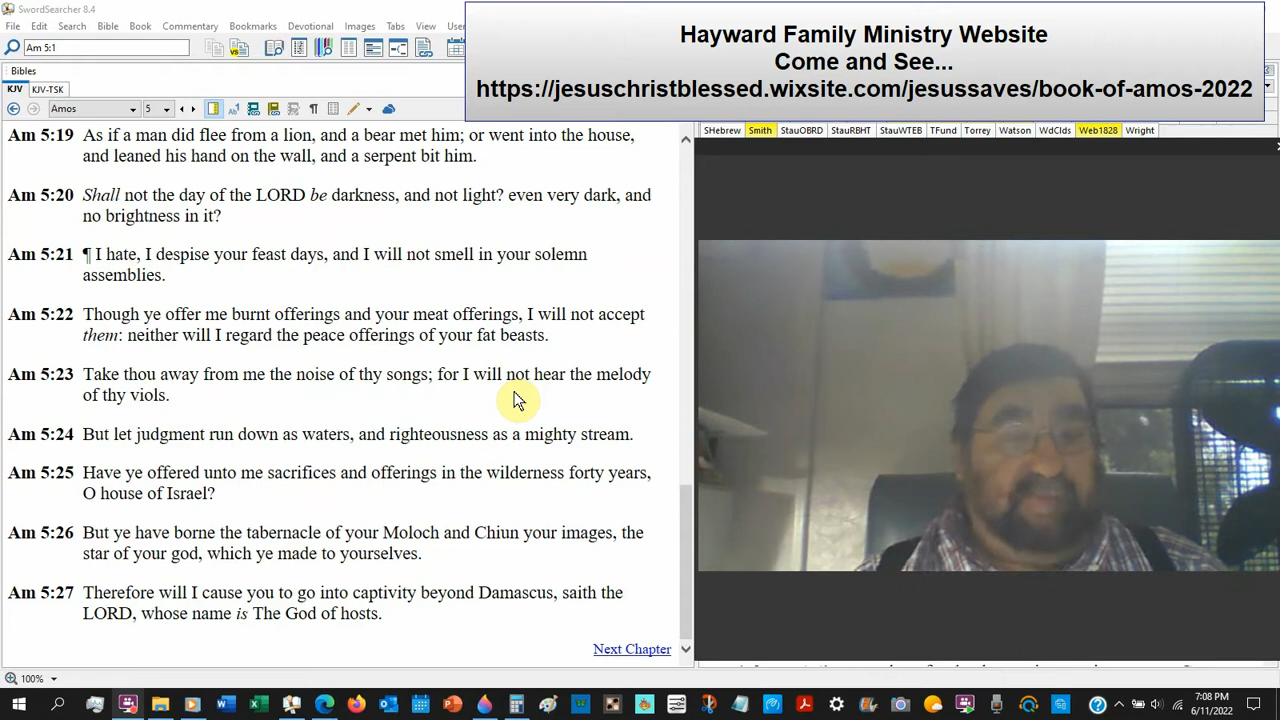 SwordSearcher 8.4
File Edit Search Bible Book Commentary Bookmarks Devotional Images Tabs View
Hayward Family Ministry Website
Come and See...
https://jesuschristblessed.wixsite.com/jesussaves/book-of-amos-2022
Am 5:1
Bibles
KJV KJV-TSK
Amos 5
SHebrew Smith StauOBRD StauRBHT StauWTEB TFund Torrey Watson WdClds Web1828 Wright
Am 5:19 As if a man did flee from a lion, and a bear met him; or went into the house,
and leaned his hand on the wall, and a serpent bit him.
Am 5:20 Shall not the day of the LORD be darkness, and not light? even very dark, and
no brightness in it?
Am 5:21 ¶ I hate, I despise your feast days, and I will not smell in your solemn
assemblies.
Am 5:22 Though ye offer me burnt offerings and your meat offerings, I will not accept
them: neither will I regard the peace offerings of your fat beasts.
Am 5:23 Take thou away from me the noise of thy songs; for I will not hear the melody
of thy viols.
Am 5:24 But let judgment run down as waters, and righteousness as a mighty stream.
Am 5:25 Have ye offered unto me sacrifices and offerings in the wilderness forty years,
O house of Israel?
Am 5:26 But ye have borne the tabernacle of your Moloch and Chiun your images, the
star of your god, which ye made to yourselves.
Am 5:27 Therefore will I cause you to go into captivity beyond Damascus, saith the
LORD, whose name is The God of hosts.
Next Chapter
100%
7:08 PM
6/11/2022